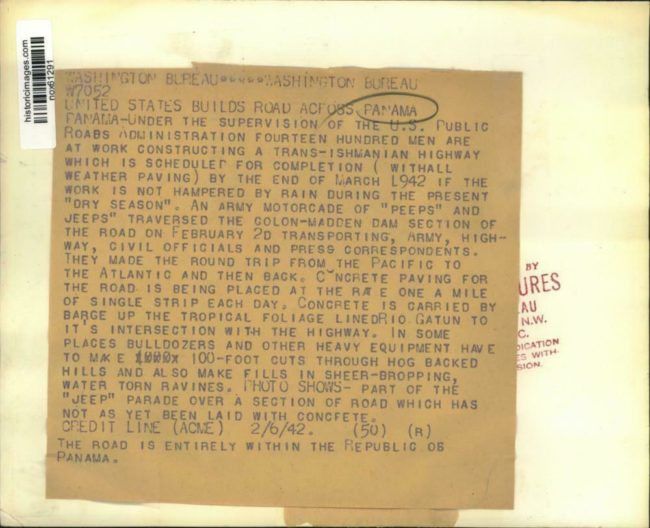 historicimages.com
nox61291
WASHINGTON BUREAU*****WASHINGTON BUREAU
W7052
UNITED STATES BUILDS ROAD ACROSS PANAMA
PANAMA-UNDER THE SUPERVISION OF THE U.S. PUBLIC
ROABS ADMINISTRATION FOURTEEN HUNDRED MEN ARE
AT WORK CONSTRUCTING A TRANS-ISHMANIAN HIGHWAY
WHICH IS SCHEDULED FOR COMPLETION ( WITHALL
WEATHER PAVING) BY THE END OF MARCH 1942 IF THE
WORK IS NOT HAMPERED BY RAIN DURING THE PRESENT
"DRY SEASON". AN ARMY MOTORCADE OF "PEEPS" AND
JEEPS" TRAVERSED THE COLON-MADDEN DAM SECTION OF
THE ROAD ON FEBRUARY 2D TRANSPORTING, ARMY, HIGH-
WAY, CIVIL OFFICIALS AND PRESS CORRESPONDENTS.
THEY MADE THE ROUND TRIP FROM THE PACIFIC TO
THE ATLANTIC AND THEN BACK. CONCRETE PAVING FOR
THE ROAD IS BEING PLACED AT THE RATE ONE A MILE
OF SINGLE STRIP EACH DAY. CONCRETE IS CARRIED BY
BARGE UP THE TROPICAL FOLIAGE LINEDRIO GATUN TO
IT'S INTERSECTION WITH THE HIGHWAY. IN SOME
PLACES BULLDOZERS AND OTHER HEAVY EQUIPMENT HAVE
TO MAKE 100-FOOT CUTS THROUGH HOG BACKED
HILLS AND ALSO MAKE FILLS IN SHEER-BROPPING,
WATER TORN RAVINES. PHOTO SHOWS- PART OF THE
"JEEP" PARADE OVER A SECTION OF ROAD WHICH HAS
NOT AS YET BEEN LAID WITH CONCRETE.
CREDIT LINE (ACME) 2/6/42. (50) (R)
THE ROAD IS ENTIRELY WITHIN THE REPUBLIC OB
PANAMA.
BY
URES
AU
N.W.
C.
DICATION
ES WITH-
SION.